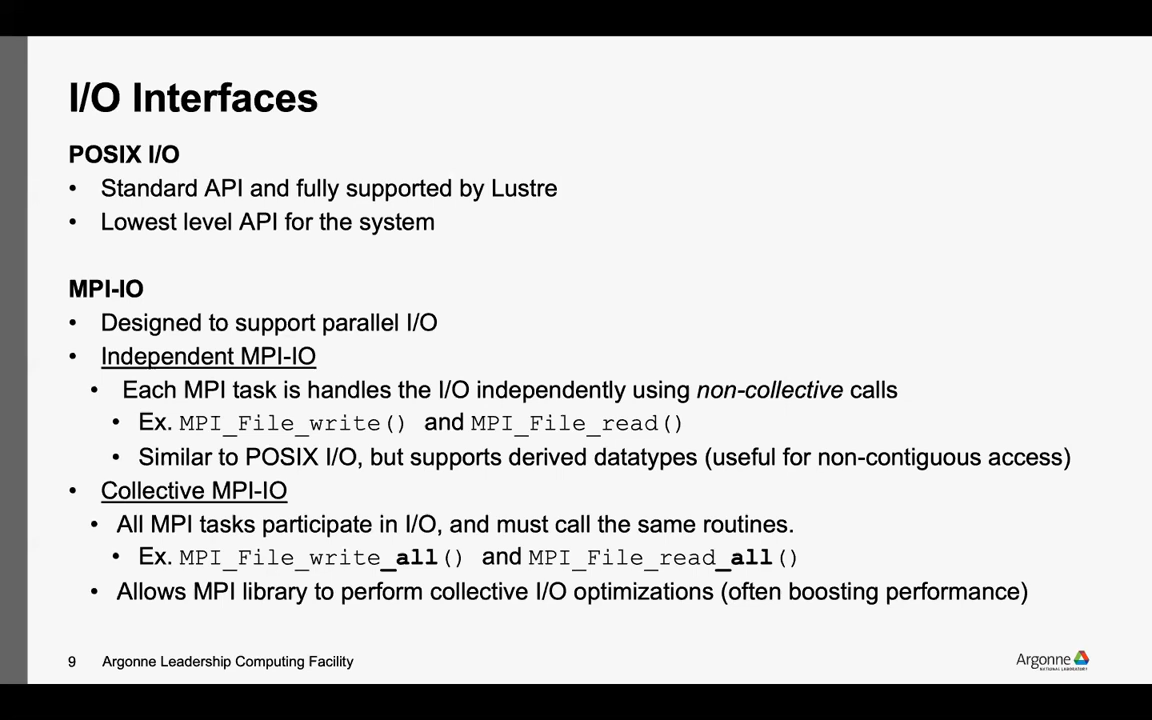 I/O Interfaces
POSIX I/O
• Standard API and fully supported by Lustre
• Lowest level API for the system
MPI-IO
• Designed to support parallel I/O
• Independent MPI-IO
• Each MPI task is handles the I/O independently using non-collective calls
• Ex. MPI_File_write() and MPI_File_read()
• Similar to POSIX I/O, but supports derived datatypes (useful for non-contiguous access)
• Collective MPI-IO
• All MPI tasks participate in I/O, and must call the same routines.
• Ex. MPI_File_write_all() and MPI_File_read_all()
• Allows MPI library to perform collective I/O optimizations (often boosting performance)
9 Argonne Leadership Computing Facility
Argonne
NATIONAL LABORATORY